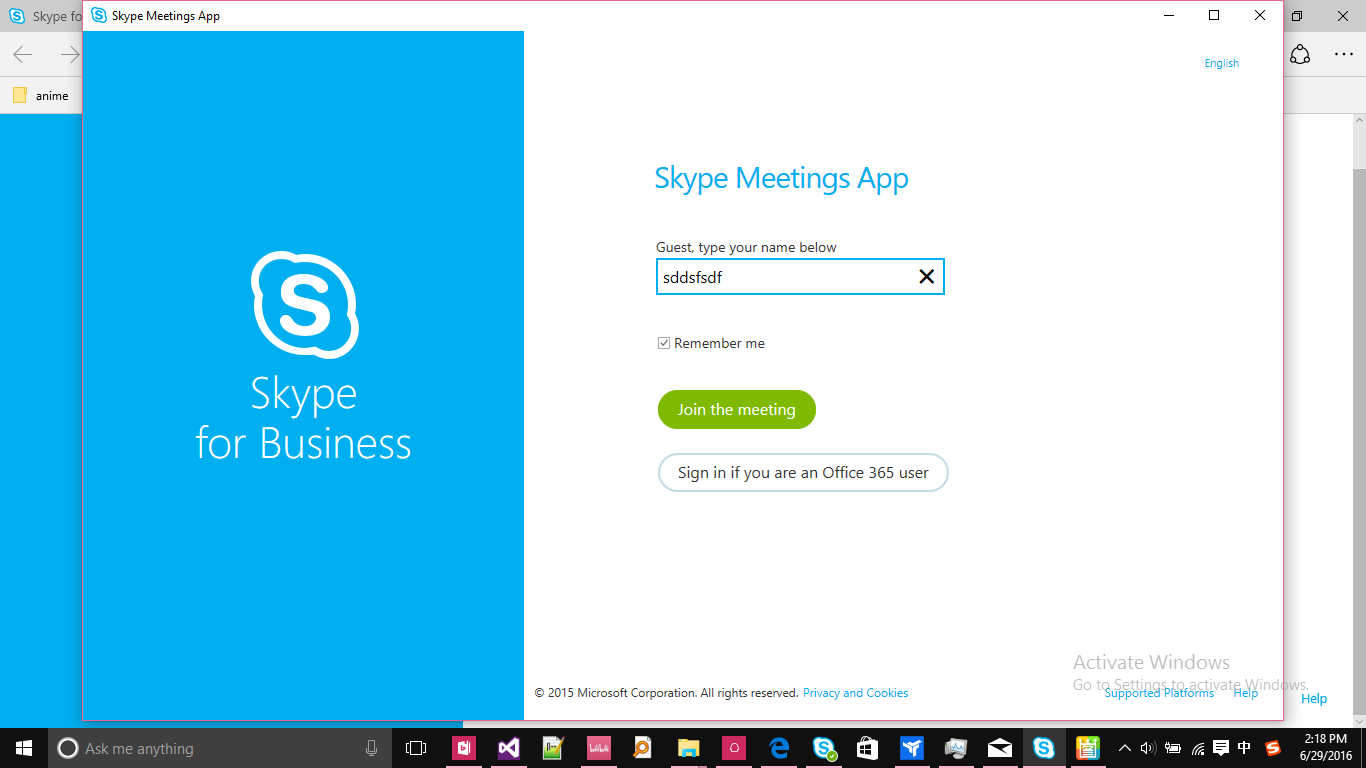 Skype fo
Skype Meetings App
anime
English
Skype Meetings App
Guest, type your name below
sddsfsdf
Remember me
Join the meeting
Sign in if you are an Office 365 user
Skype
for Business
Activate Windows
Go to Settings to activate Windows.
© 2015 Microsoft Corporation. All rights reserved. Privacy and Cookies
Supported Platforms Help
Help
Ask me anything
中
2:18 PM
6/29/2016